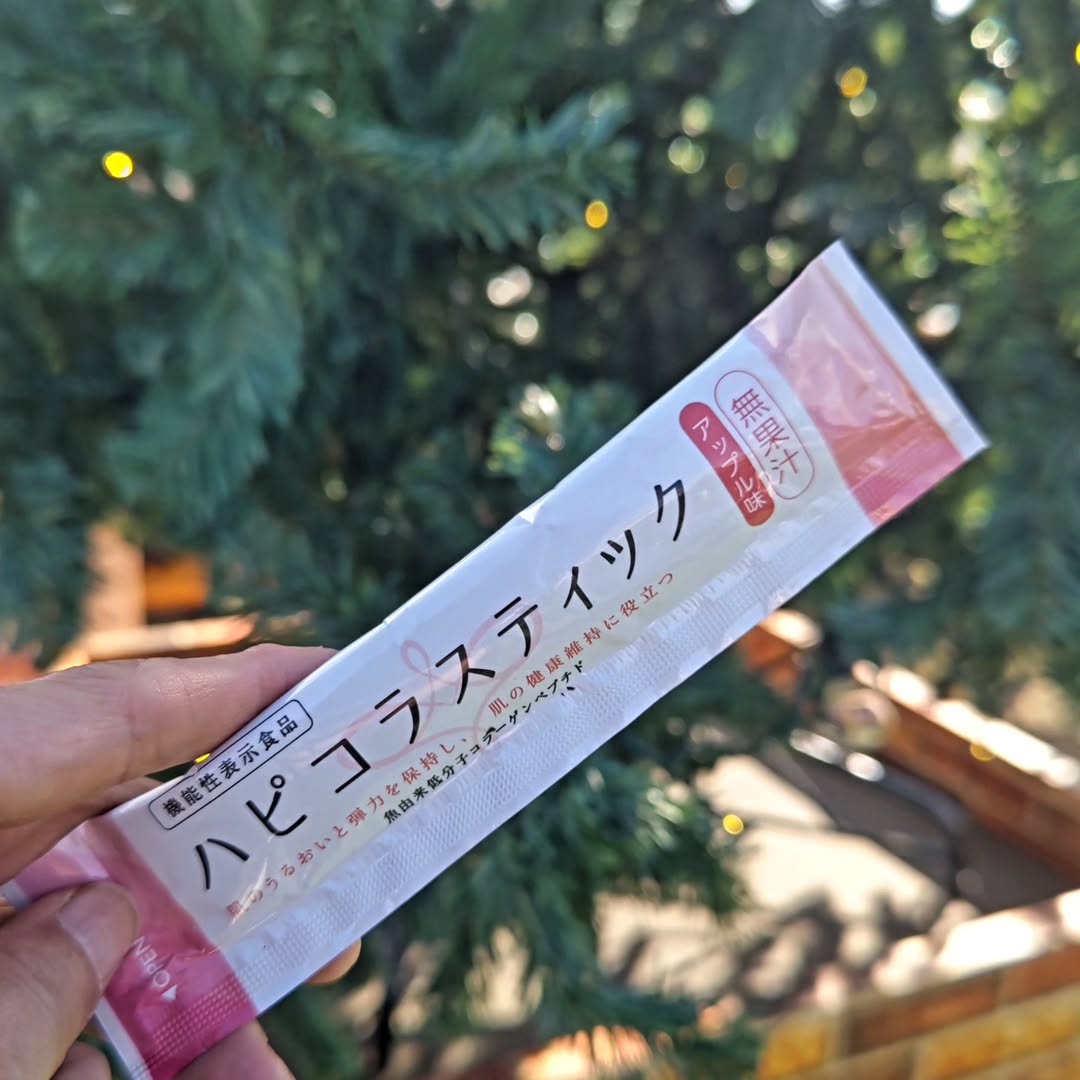 機能性表示食品
ハピコラスティック
肌のうるおいと弾力を保持し、肌の健康維持に役立つ
魚由来低分子コラーゲンペプチド
アップル味
無果汁
OPEN